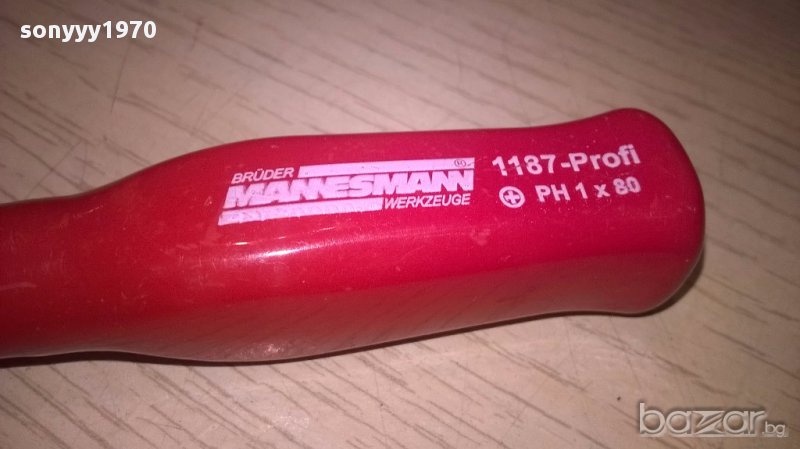 sonyyy1970
BRÜDER
MANNESMANN®
WERKZEUGE
1187-Profi
PH 1 x 80
bazar.bg